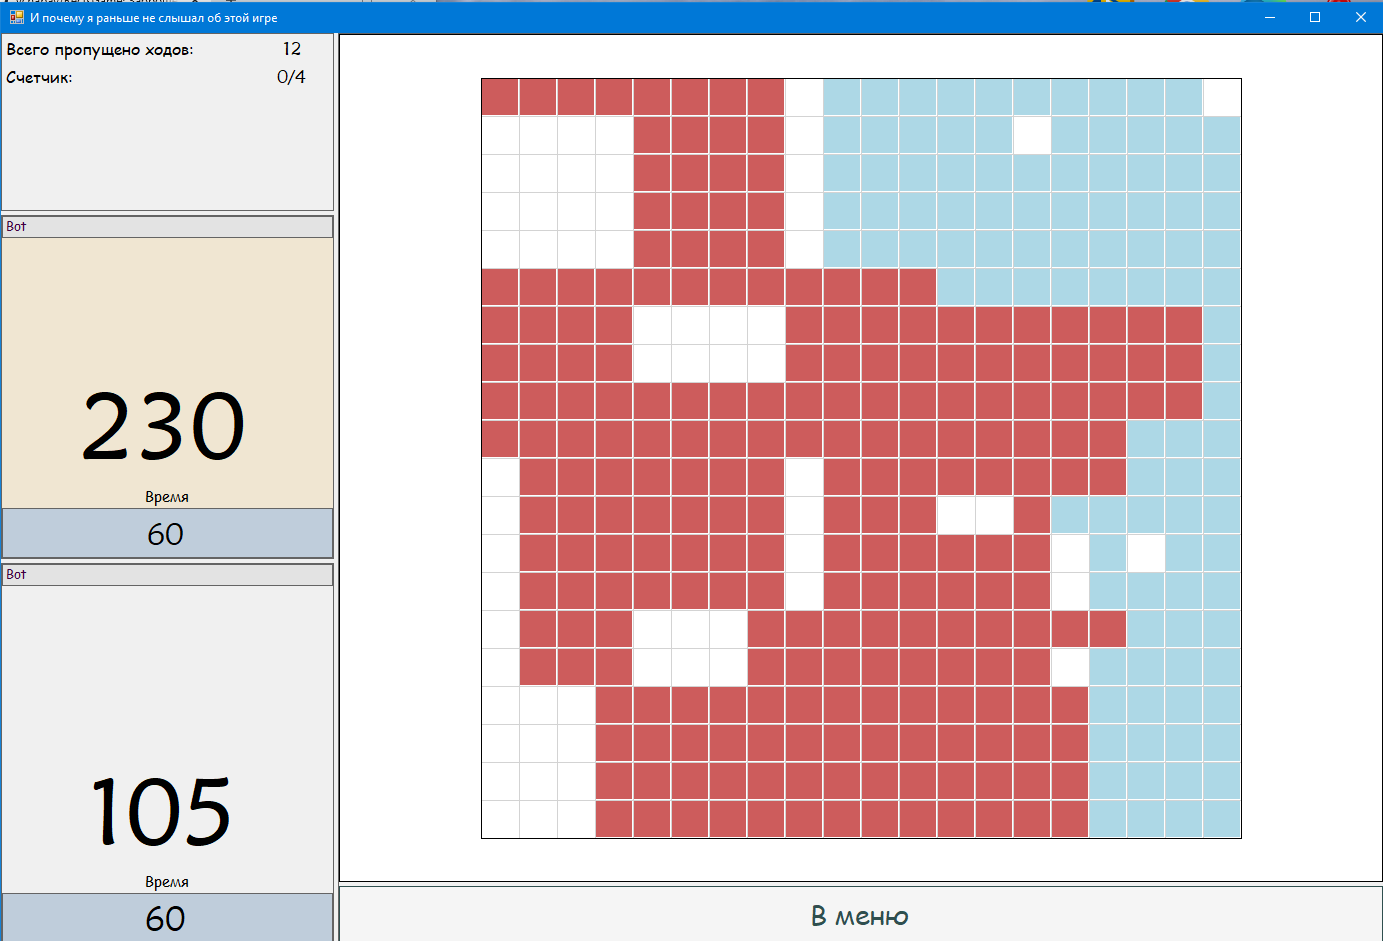 И почему я раньше не слышал об этой игре
Всего пропущено ходов: 12
Счетчик: 0/4
Bot
230
Время
60
Bot
105
Время
60
В меню